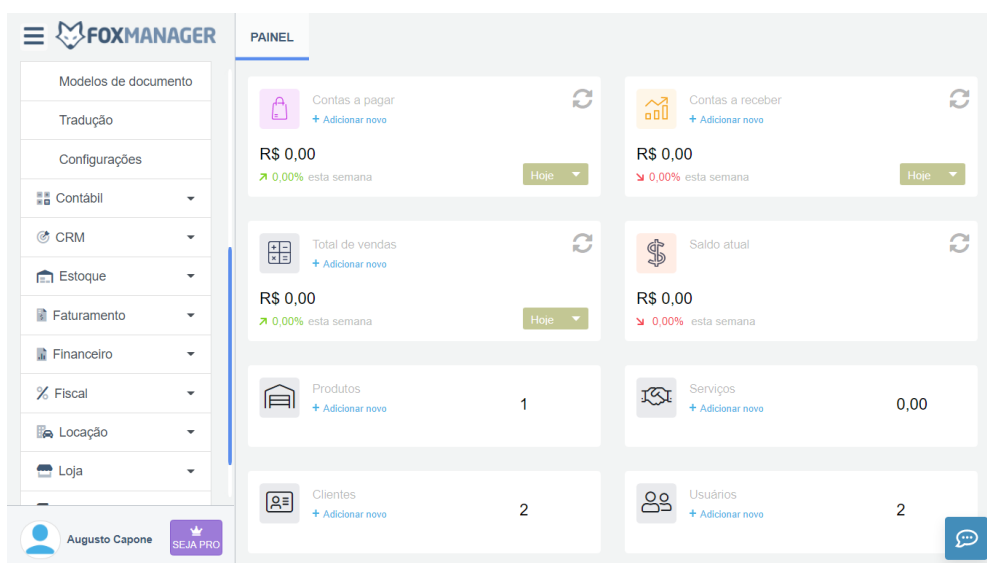 FOXMANAGER
Modelos de documento
Tradução
Configurações
Contábil
CRM
Estoque
Faturamento
Financeiro
Fiscal
Locação
Loja
Augusto Capone
SEJA PRO
PAINEL
Contas a pagar
+ Adicionar novo
R$ 0,00
0,00% esta semana
Hoje
Contas a receber
+ Adicionar novo
R$ 0,00
0,00% esta semana
Hoje
Total de vendas
+ Adicionar novo
R$ 0,00
0,00% esta semana
Hoje
Saldo atual
R$ 0,00
0,00% esta semana
Produtos
+ Adicionar novo
1
Serviços
+ Adicionar novo
0,00
Clientes
+ Adicionar novo
2
Usuários
+ Adicionar novo
2